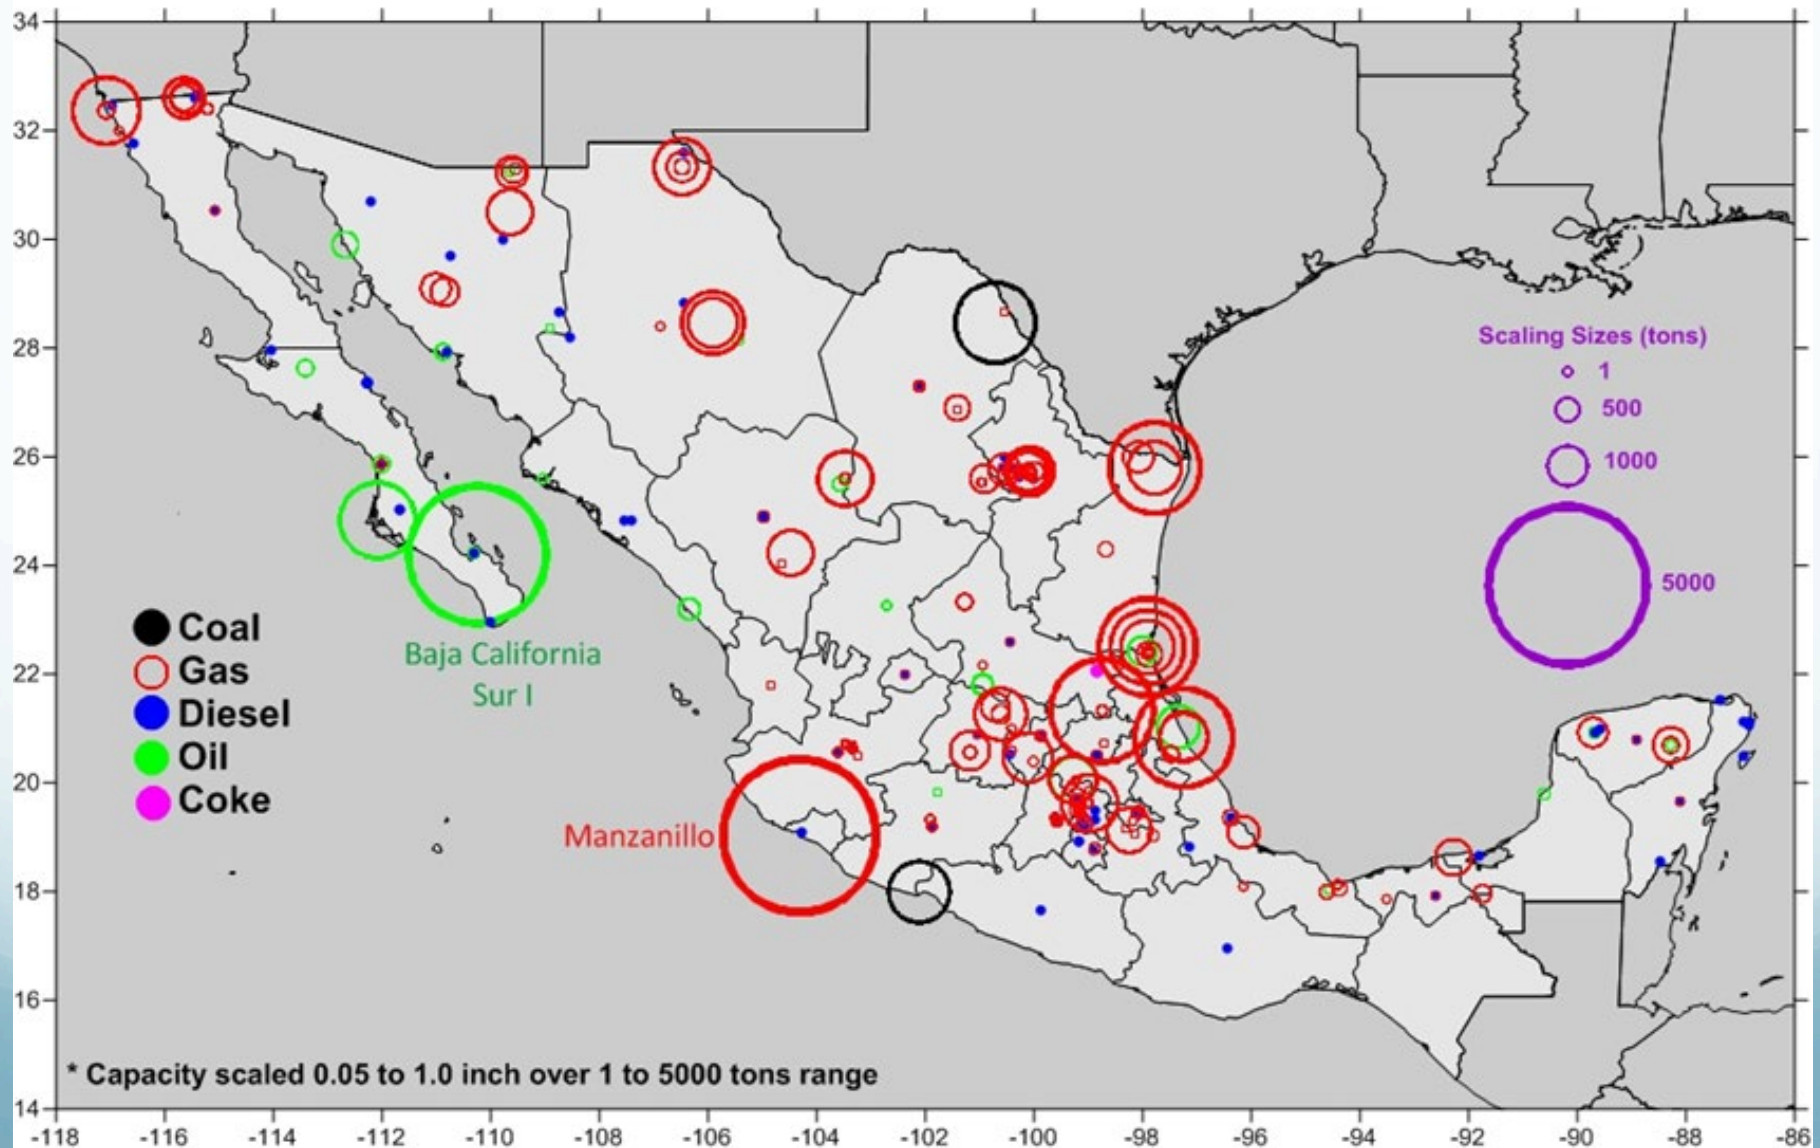 34
32
30
28
26
24
22
20
18
16
14
Scaling Sizes (tons)
1
500
1000
5000
Coal
Gas
Diesel
Oil
Coke
Baja California
Sur I
Manzanillo
* Capacity scaled 0.05 to 1.0 inch over 1 to 5000 tons range
-118 -116 -114 -112 -110 -108 -106 -104 -102 -100 -98 -96 -94 -92 -90 -88 -86